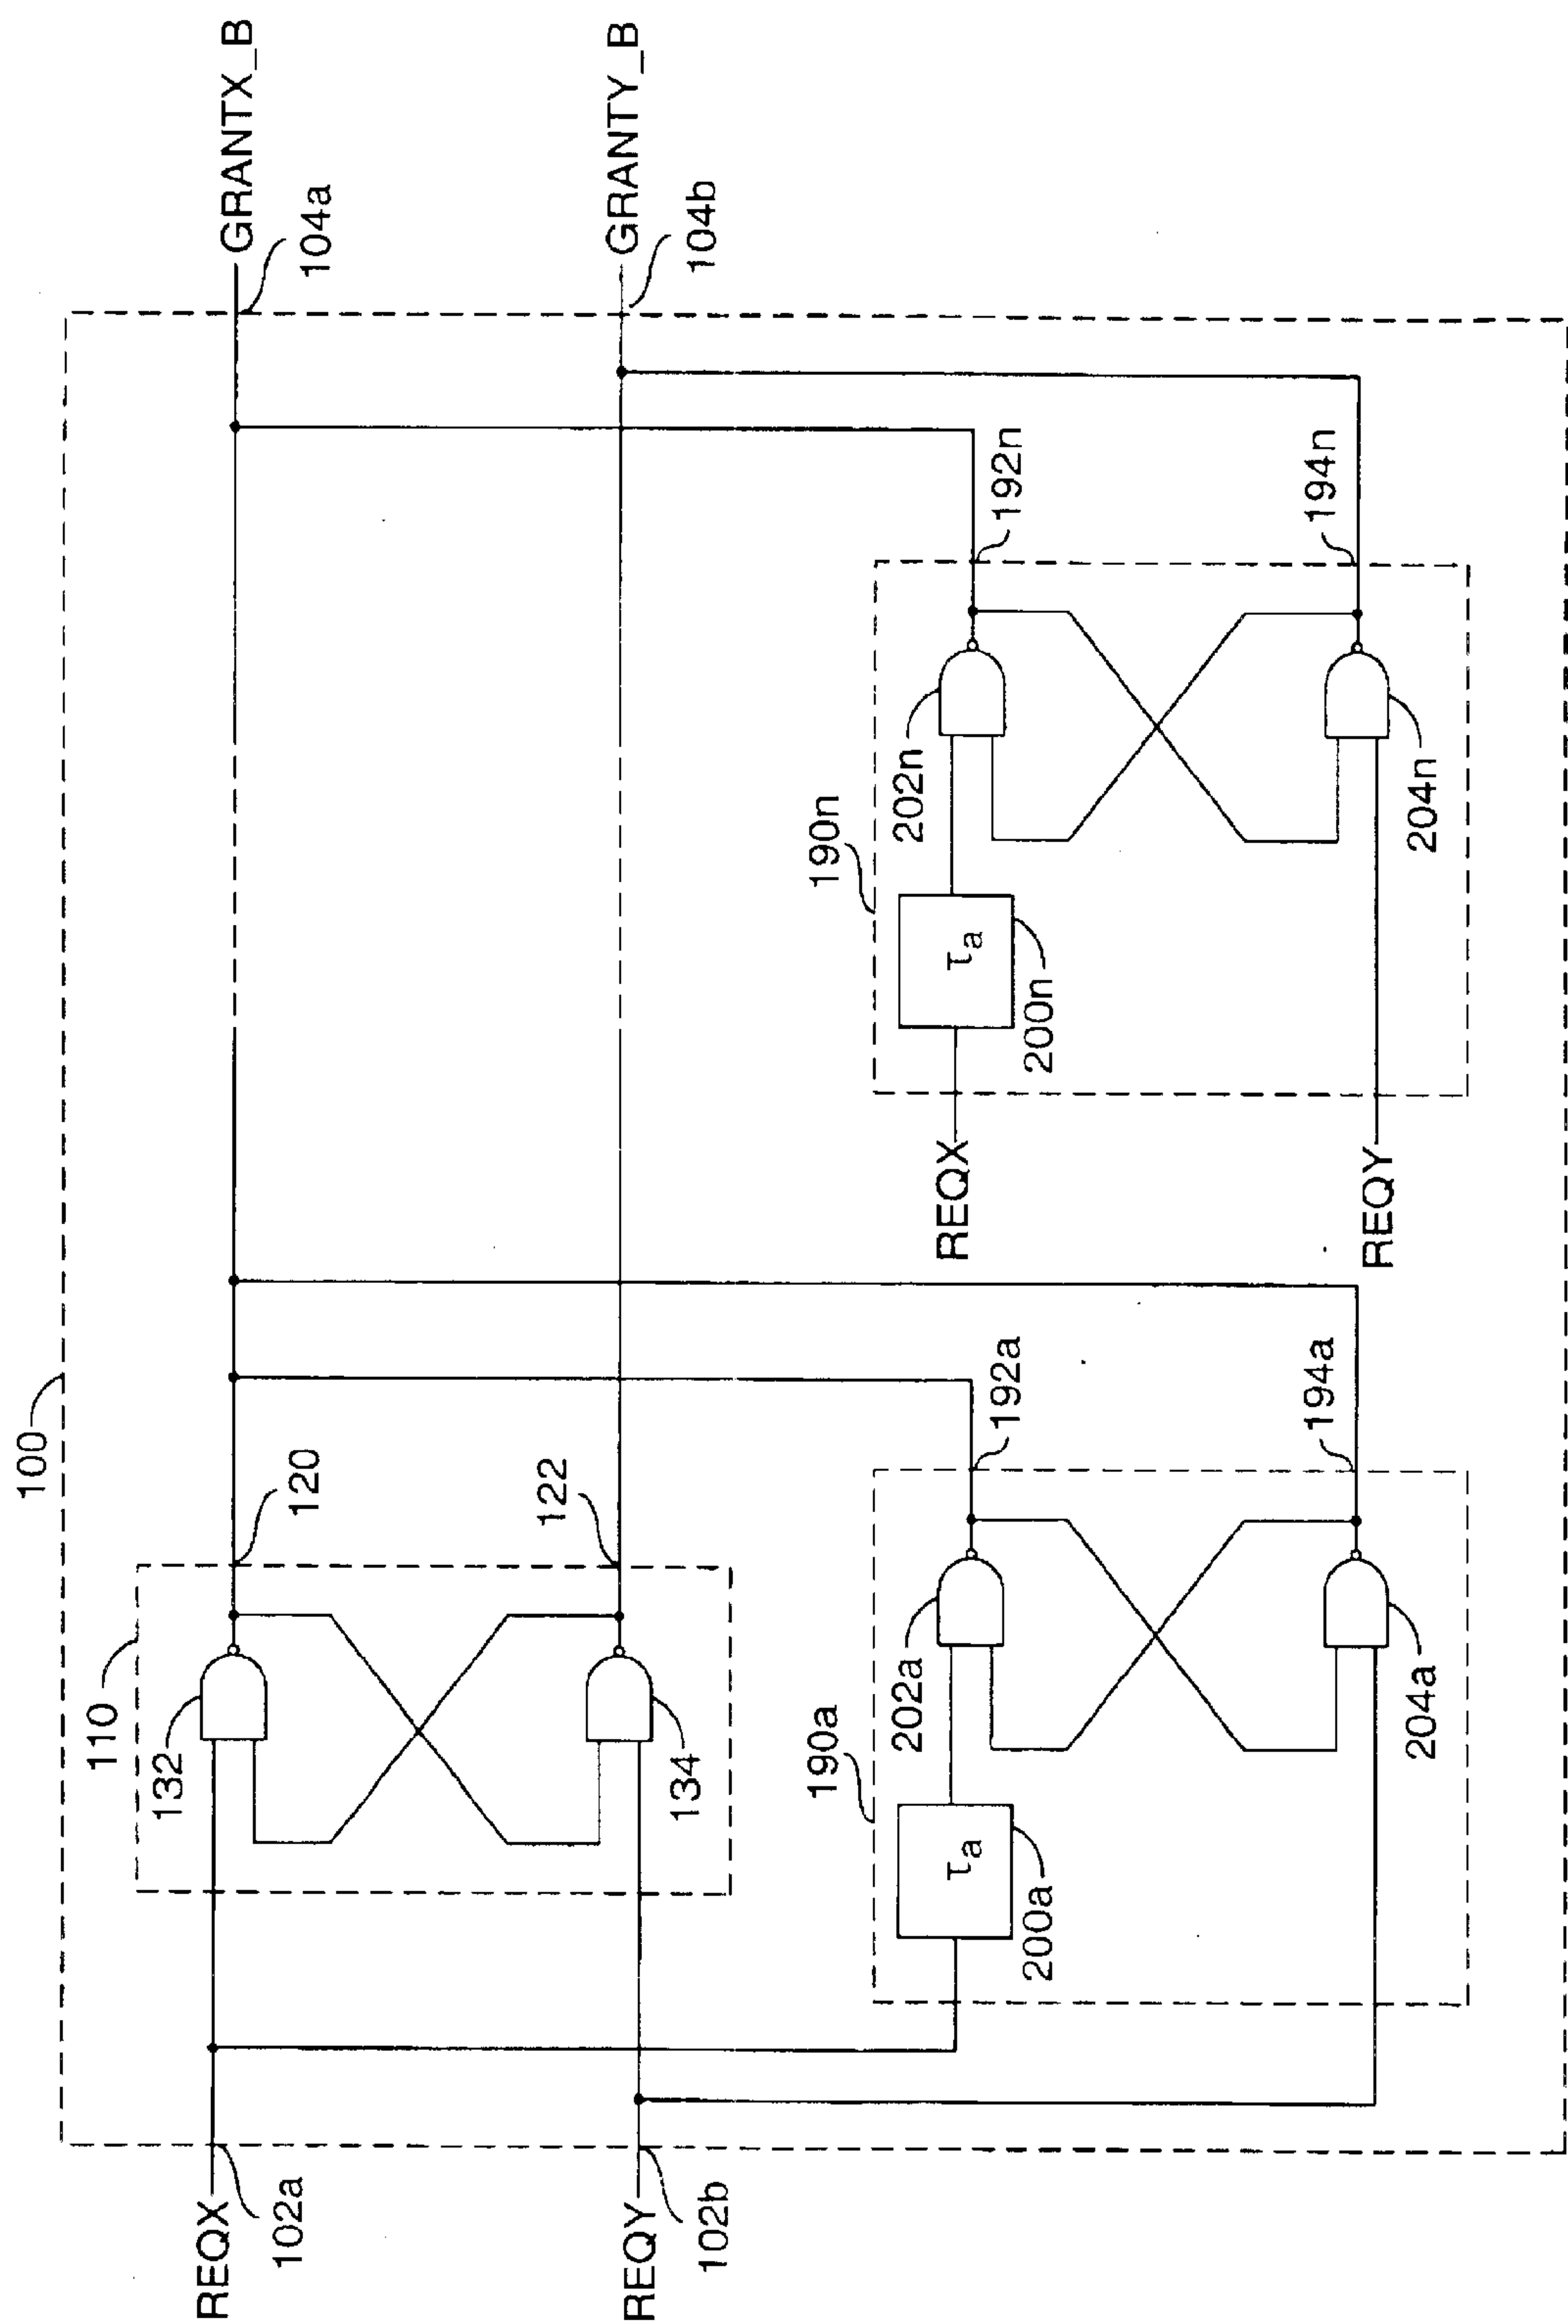 100
REQX
102a
REQY
102b
110
132
134
120
122
GRANTX_B
104a
GRANTY_B
104b
190a
τa
200a
202a
204a
192a
194a
REQX
REQY
190n
τa
200n
202n
204n
192n
194n